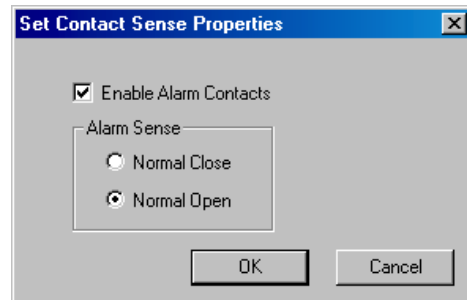 Set Contact Sense Properties
Enable Alarm Contacts
Alarm Sense
Normal Close
Normal Open
OK
Cancel